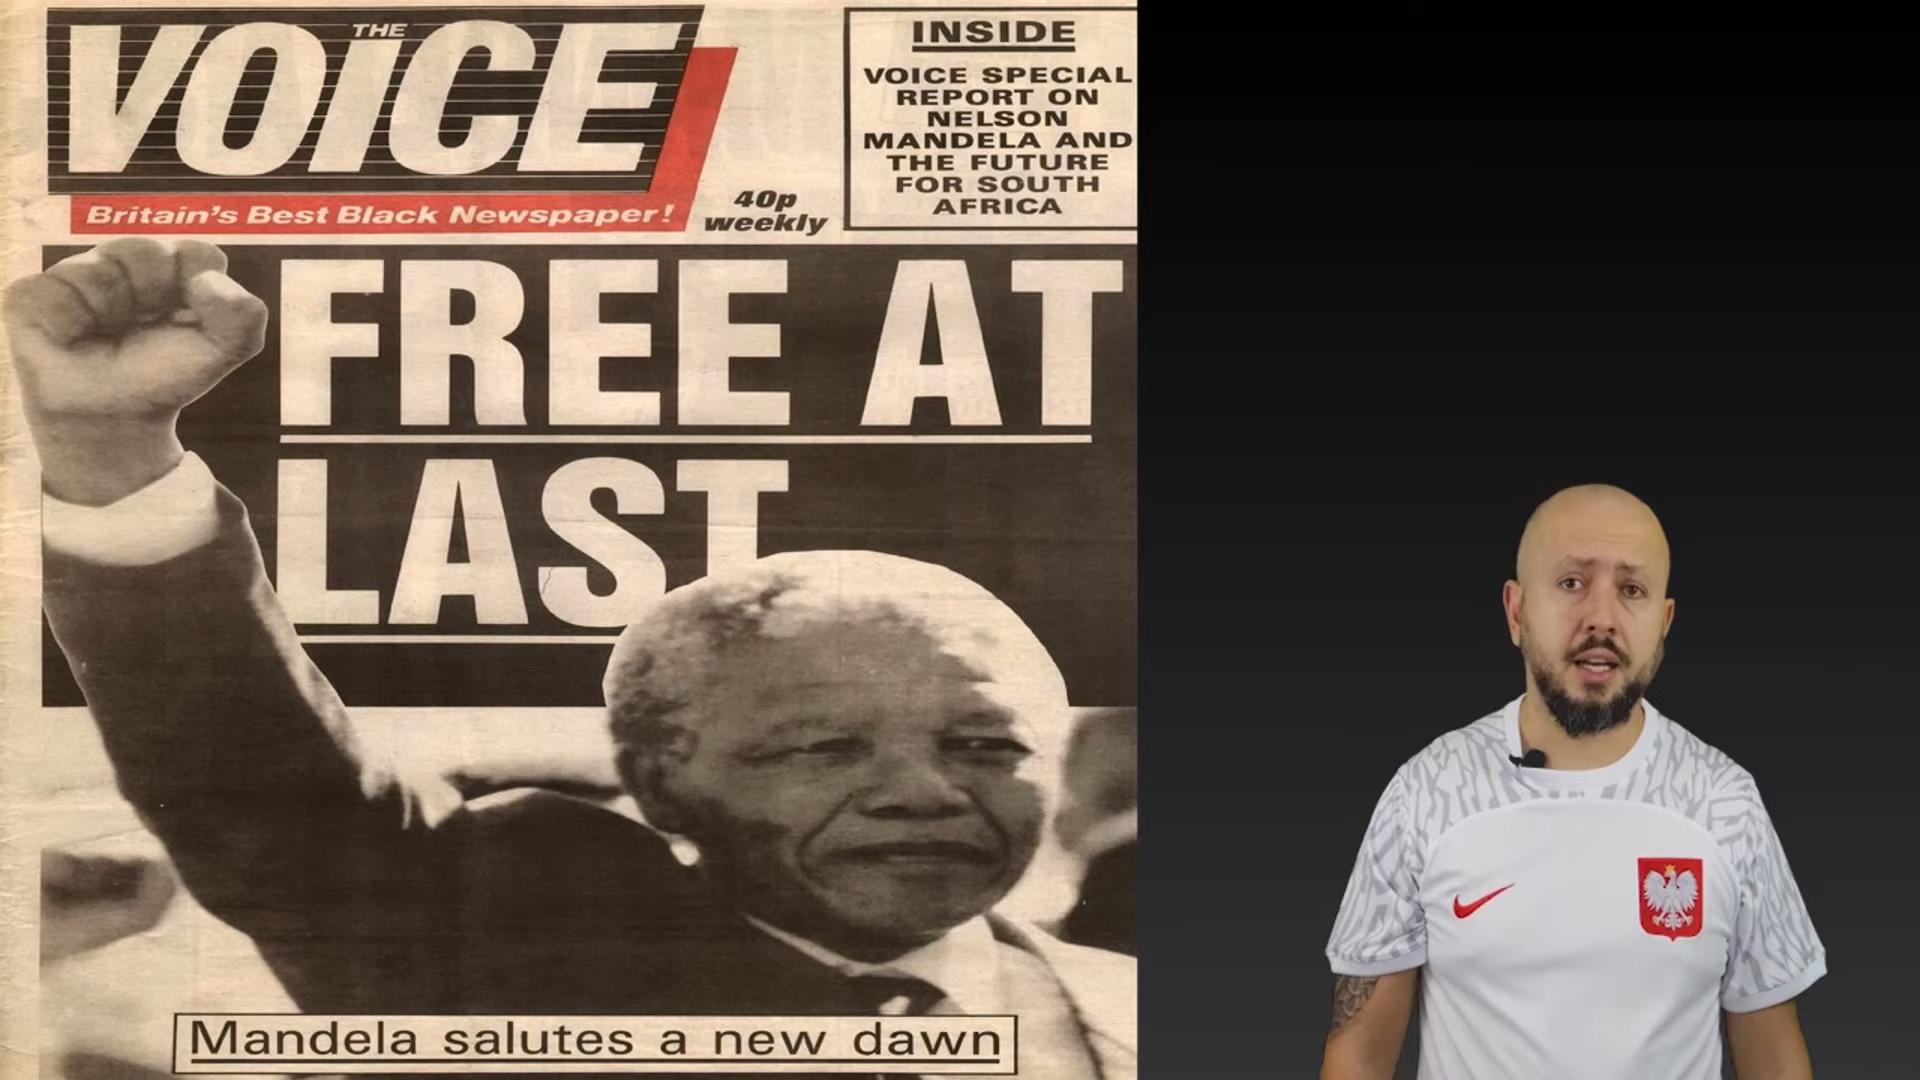 THE
VOiCE
Britain's Best Black Newspaper!
40p
weekly
INSIDE
VOICE SPECIAL
REPORT ON
NELSON
MANDELA AND
THE FUTURE
FOR SOUTH
AFRICA
FREE AT
LAST
Mandela salutes a new dawn